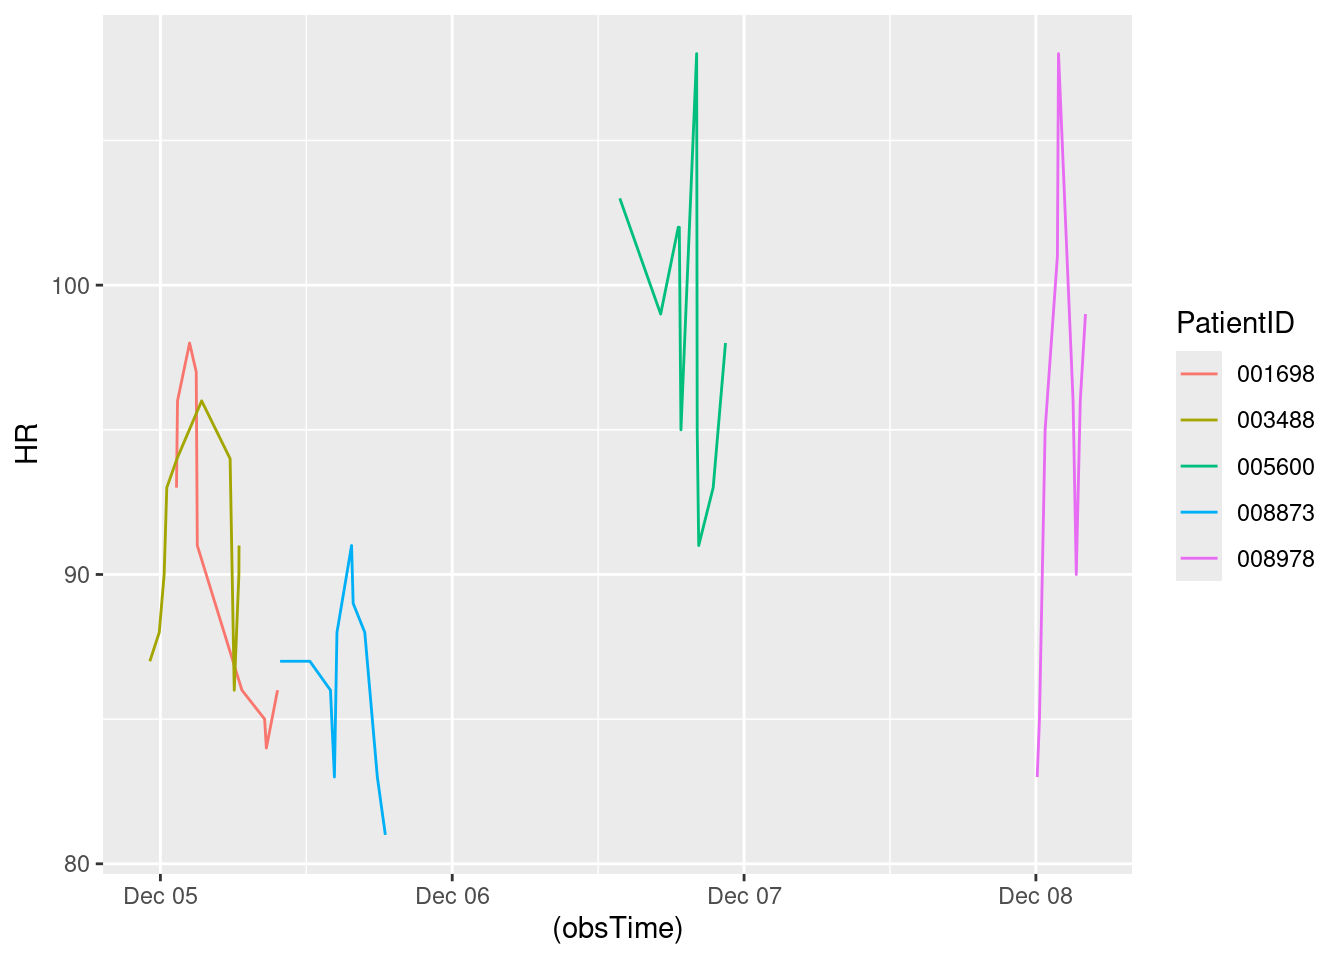 HR
100
90
80
Dec 05
Dec 06
Dec 07
Dec 08
(obsTime)
PatientID
001698
003488
005600
008873
008978